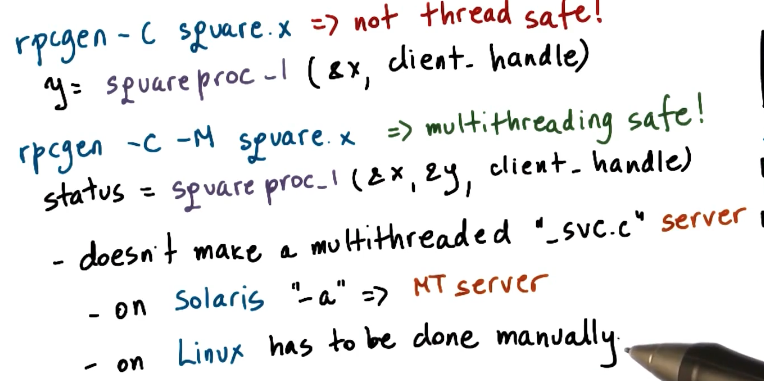 rpcgen -C square.x => not thread safe!
y= squareproc_1 (&x, client_handle)
rpcgen -C -M square.x => multithreading safe!
status = squareproc_1 (&x, &y, client_handle)
- doesn't make a multithreaded "_svc.c" server
- on Solaris "-a" => MT server
- on Linux has to be done manually.